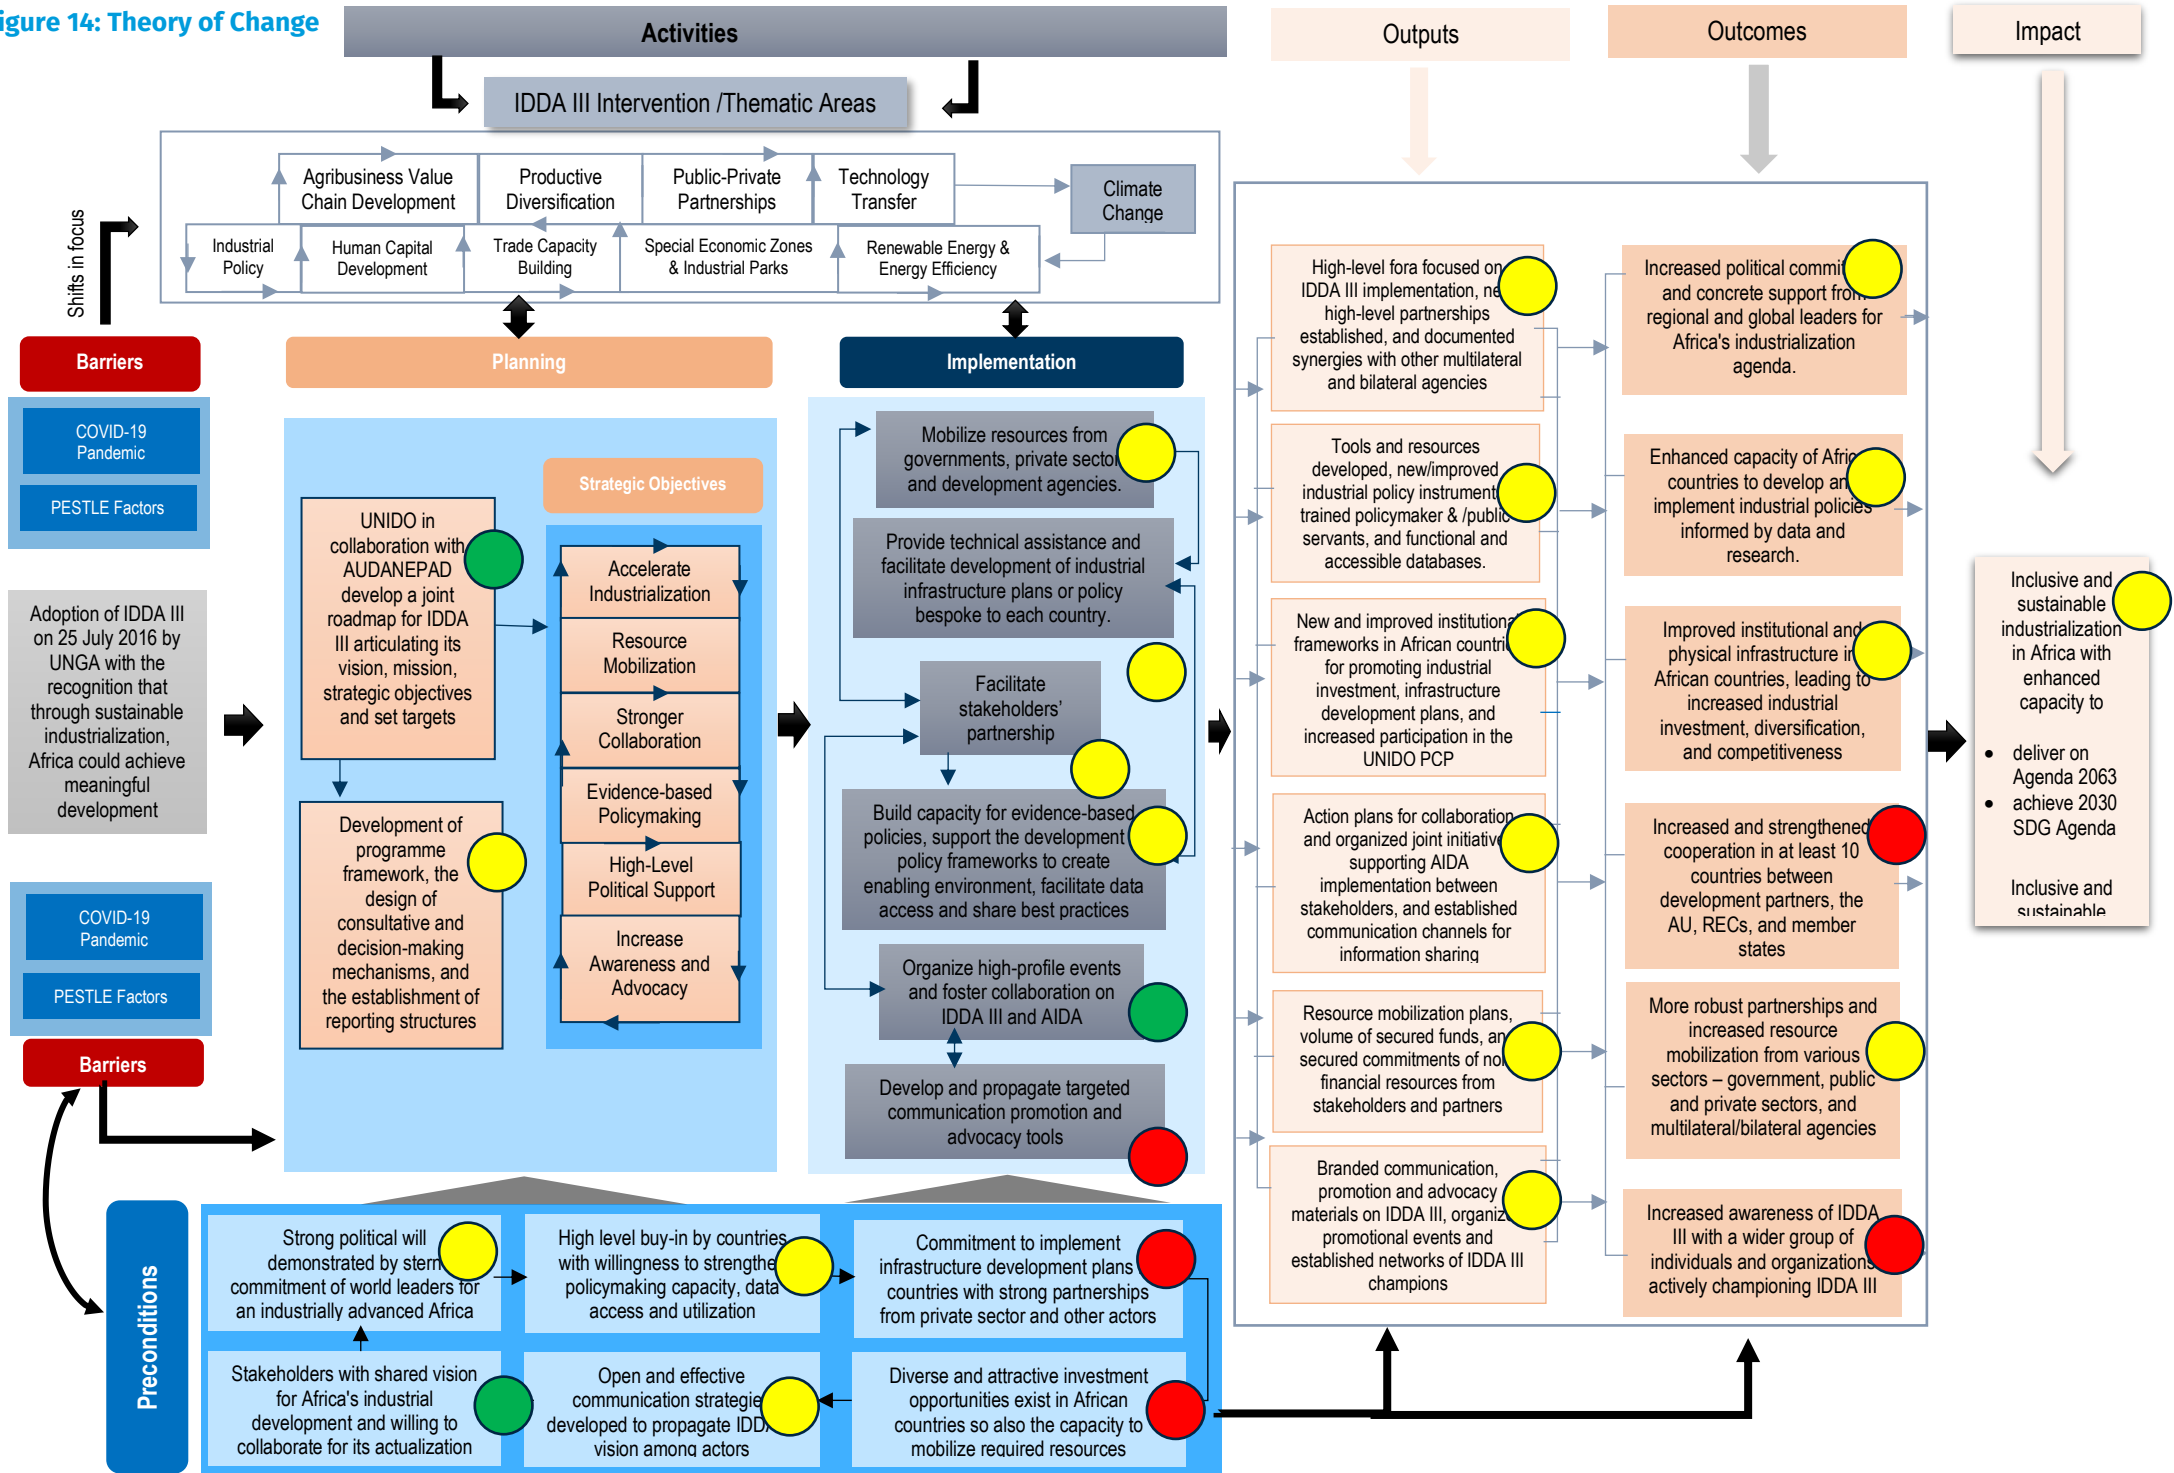 igure 14: Theory of Change
Activities
Outputs
Outcomes
Impact
IDDA III Intervention /Thematic Areas
Agribusiness Value
Chain Development
Productive
Diversification
Public-Private
Partnerships
Technology
Transfer
Climate
Change
Industrial
Policy
Human Capital
Development
Trade Capacity
Building
Special Economic Zones
& Industrial Parks
Renewable Energy &
Energy Efficiency
Shifts in focus
Barriers
COVID-19
Pandemic
PESTLE Factors
Adoption of IDDA III
on 25 July 2016 by
UNGA with the
recognition that
through sustainable
industrialization,
Africa could achieve
meaningful
development
COVID-19
Pandemic
PESTLE Factors
Barriers
Planning
UNIDO in
collaboration with
AUDANEPAD
develop a joint
roadmap for IDDA
III articulating its
vision, mission,
strategic objectives
and set targets
Development of
programme
framework, the
design of
consultative and
decision-making
mechanisms, and
the establishment of
reporting structures
Strategic Objectives
Accelerate
Industrialization
Resource
Mobilization
Stronger
Collaboration
Evidence-based
Policymaking
High-Level
Political Support
Increase
Awareness and
Advocacy
Implementation
Mobilize resources from
governments, private sector
and development agencies.
Provide technical assistance and
facilitate development of industrial
infrastructure plans or policy
bespoke to each country.
Facilitate
stakeholders'
partnership
Build capacity for evidence-based
policies, support the development
policy frameworks to create
enabling environment, facilitate data
access and share best practices
Organize high-profile events
and foster collaboration on
IDDA III and AIDA
Develop and propagate targeted
communication promotion and
advocacy tools
High-level fora focused on
IDDA III implementation, ne
high-level partnerships
established, and documented
synergies with other multilateral
and bilateral agencies
Tools and resources
developed, new/improved
industrial policy instrument
trained policymaker & /public
servants, and functional and
accessible databases.
New and improved institutional
frameworks in African countri
for promoting industrial
investment, infrastructure
development plans, and
increased participation in the
UNIDO PCP
Action plans for collaboration
and organized joint initiative
supporting AIDA
implementation between
stakeholders, and established
communication channels for
information sharing
Resource mobilization plans,
volume of secured funds, an
secured commitments of no
financial resources from
stakeholders and partners
Branded communication,
promotion and advocacy
materials on IDDA III, organiz
promotional events and
established networks of IDDA III
champions
Increased political commi
and concrete support from
regional and global leaders for
Africa's industrialization
agenda.
Enhanced capacity of Afric
countries to develop an
implement industrial policies
informed by data and
research.
Improved institutional and
physical infrastructure in
African countries, leading to
increased industrial
investment, diversification,
and competitiveness
Increased and strengthened
cooperation in at least 10
countries between
development partners, the
AU, RECs, and member
states
More robust partnerships and
increased resource
mobilization from various
sectors – government, public
and private sectors, and
multilateral/bilateral agencies
Increased awareness of IDDA
III with a wider group of
individuals and organizations
actively championing IDDA III
Inclusive and
sustainable
industrialization
in Africa with
enhanced
capacity to
• deliver on
Agenda 2063
• achieve 2030
SDG Agenda
Inclusive and
sustainable
Preconditions
Strong political will
demonstrated by stern
commitment of world leaders for
an industrially advanced Africa
High level buy-in by countries
with willingness to strengthe
policymaking capacity, data
access and utilization
Commitment to implement
infrastructure development plans
countries with strong partnerships
from private sector and other actors
Stakeholders with shared vision
for Africa's industrial
development and willing to
collaborate for its actualization
Open and effective
communication strategie
developed to propagate IDDA
vision among actors
Diverse and attractive investment
opportunities exist in African
countries so also the capacity to
mobilize required resources